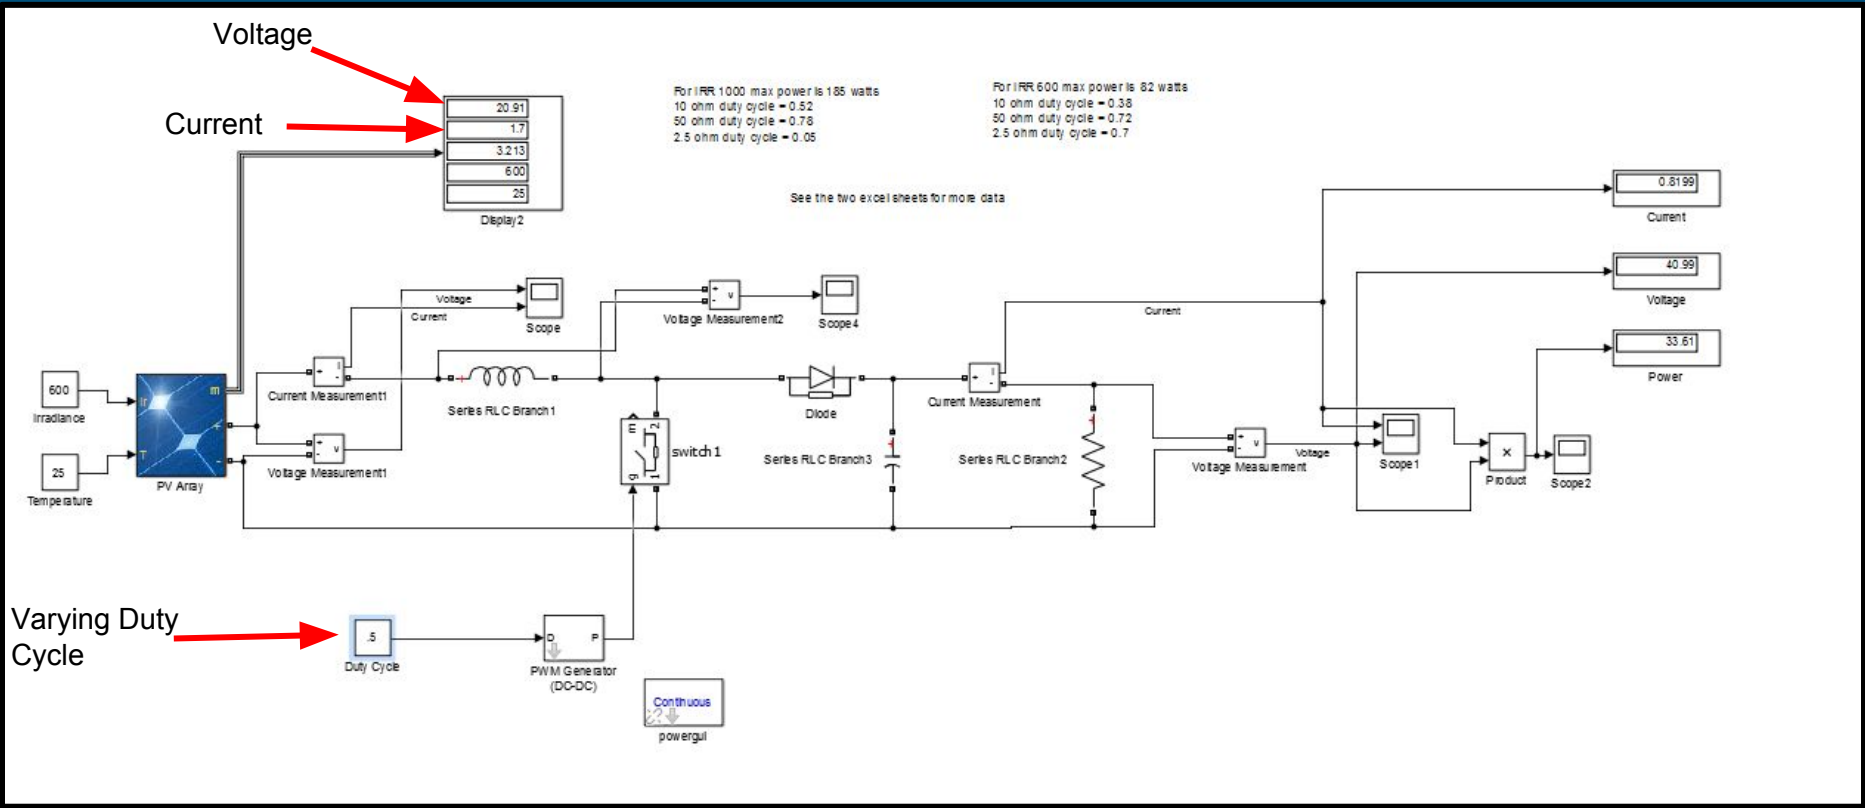 Voltage
Current
20.91
1.7
3.213
600
25
Display2
For IRR 1000 max power is 185 watts
10 ohm duty cycle = 0.52
50 ohm duty cycle = 0.78
2.5 ohm duty cycle = 0.05
For IRR 600 max power is 82 watts
10 ohm duty cycle = 0.38
50 ohm duty cycle = 0.72
2.5 ohm duty cycle = 0.7
See the two excel sheets for more data
0.8199
Current
40.99
Voltage
33.61
Power
Voltage
Current
Scope
+
-
v
Voltage Measurement2
Scope4
Current
600
Irradiance
25
Temperature
Ir
T
m
+
-
PV Array
+
-
i
Current Measurement1
+
-
v
Voltage Measurement1
+
Series RLC Branch1
m
2
g
1
switch1
Diode
+
Series RLC Branch3
+
-
i
Current Measurement
+
Series RLC Branch2
+
-
v
Voltage Measurement
Voltage
Scope1
×
Product
Scope2
Varying Duty
Cycle
.5
Duty Cycle
D
P
PWM Generator
(DC-DC)
Continuous
powergui